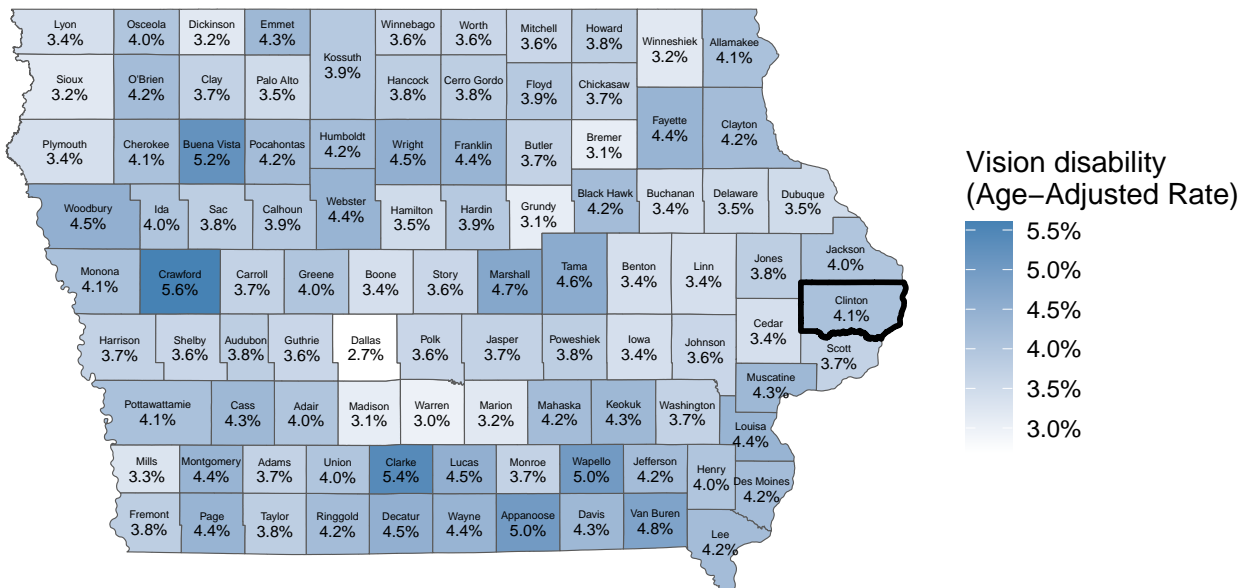 Lyon
3.4%
Osceola
4.0%
Dickinson
3.2%
Emmet
4.3%
Kossuth
3.9%
Winnebago
3.6%
Worth
3.6%
Mitchell
3.6%
Howard
3.8%
Winneshiek
3.2%
Allamakee
4.1%
Sioux
3.2%
O'Brien
4.2%
Clay
3.7%
Palo Alto
3.5%
Hancock
3.8%
Cerro Gordo
3.8%
Floyd
3.9%
Chickasaw
3.7%
Fayette
4.4%
Clayton
4.2%
Plymouth
3.4%
Cherokee
4.1%
Buena Vista
5.2%
Pocahontas
4.2%
Humboldt
4.2%
Wright
4.5%
Franklin
4.4%
Butler
3.7%
Bremer
3.1%
Woodbury
4.5%
Ida
4.0%
Sac
3.8%
Calhoun
3.9%
Webster
4.4%
Hamilton
3.5%
Hardin
3.9%
Grundy
3.1%
Black Hawk
4.2%
Buchanan
3.4%
Delaware
3.5%
Dubuque
3.5%
Monona
4.1%
Crawford
5.6%
Carroll
3.7%
Greene
4.0%
Boone
3.4%
Story
3.6%
Marshall
4.7%
Tama
4.6%
Benton
3.4%
Linn
3.4%
Jones
3.8%
Jackson
4.0%
Clinton
4.1%
Harrison
3.7%
Shelby
3.6%
Audubon
3.8%
Guthrie
3.6%
Dallas
2.7%
Polk
3.6%
Jasper
3.7%
Poweshiek
3.8%
Iowa
3.4%
Johnson
3.6%
Cedar
3.4%
Scott
3.7%
Muscatine
4.3%
Pottawattamie
4.1%
Cass
4.3%
Adair
4.0%
Madison
3.1%
Warren
3.0%
Marion
3.2%
Mahaska
4.2%
Keokuk
4.3%
Washington
3.7%
Louisa
4.4%
Mills
3.3%
Montgomery
4.4%
Adams
3.7%
Union
4.0%
Clarke
5.4%
Lucas
4.5%
Monroe
3.7%
Wapello
5.0%
Jefferson
4.2%
Henry
4.0%
Des Moines
4.2%
Fremont
3.8%
Page
4.4%
Taylor
3.8%
Ringgold
4.2%
Decatur
4.5%
Wayne
4.4%
Appanoose
5.0%
Davis
4.3%
Van Buren
4.8%
Lee
4.2%
Vision disability
(Age−Adjusted Rate)
5.5%
5.0%
4.5%
4.0%
3.5%
3.0%